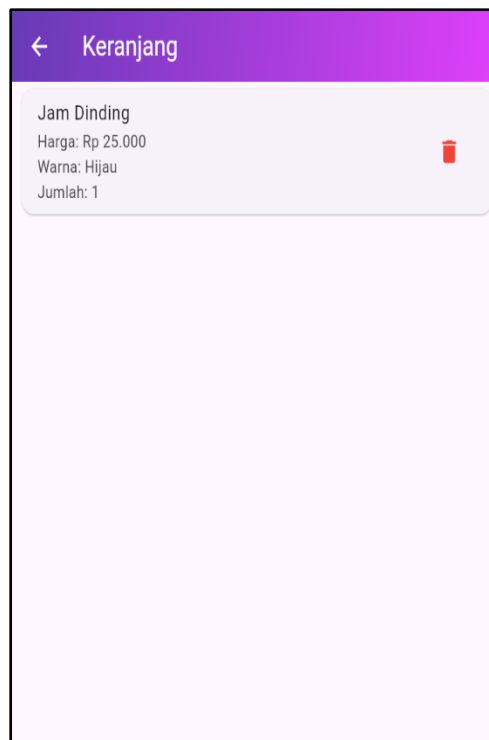 Keranjang
Jam Dinding
Harga: Rp 25.000
Warna: Hijau
Jumlah: 1